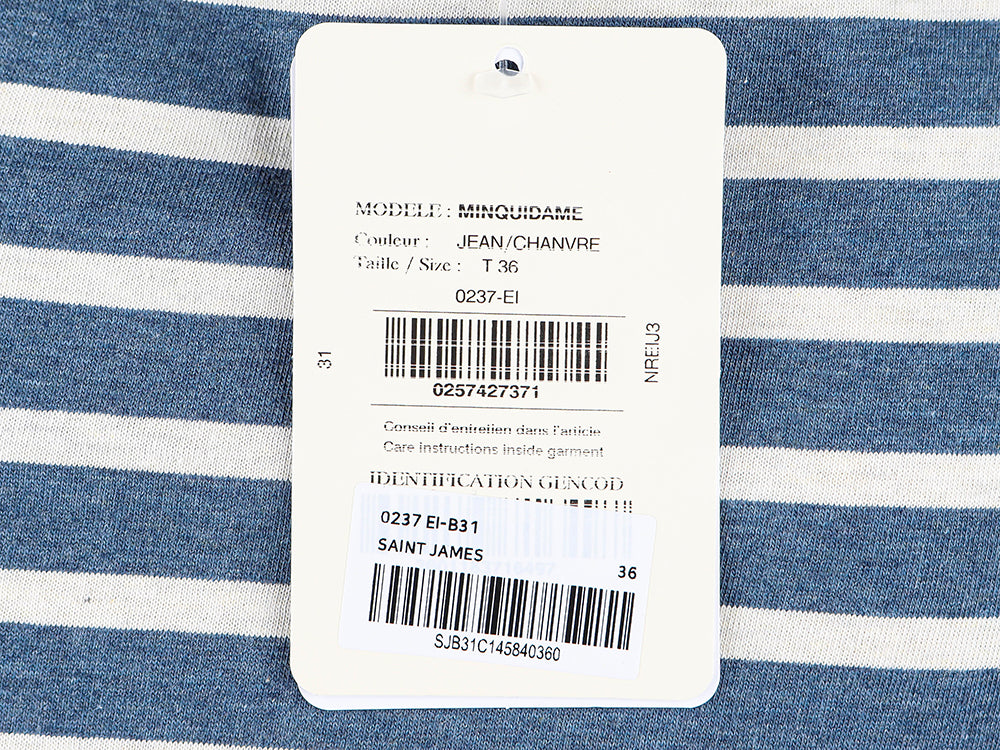 MODELE : MINQUIDAME
Couleur : JEAN/CHANVRE
Taille / Size : T 36
0237-EI
31
NREIJ3
0257427371
Conseil d'entretien dans l'article
Care instructions inside garment
IDENTIFICATION GENCOD
0237 EI-B31
SAINT JAMES
36
SJB31C145840360